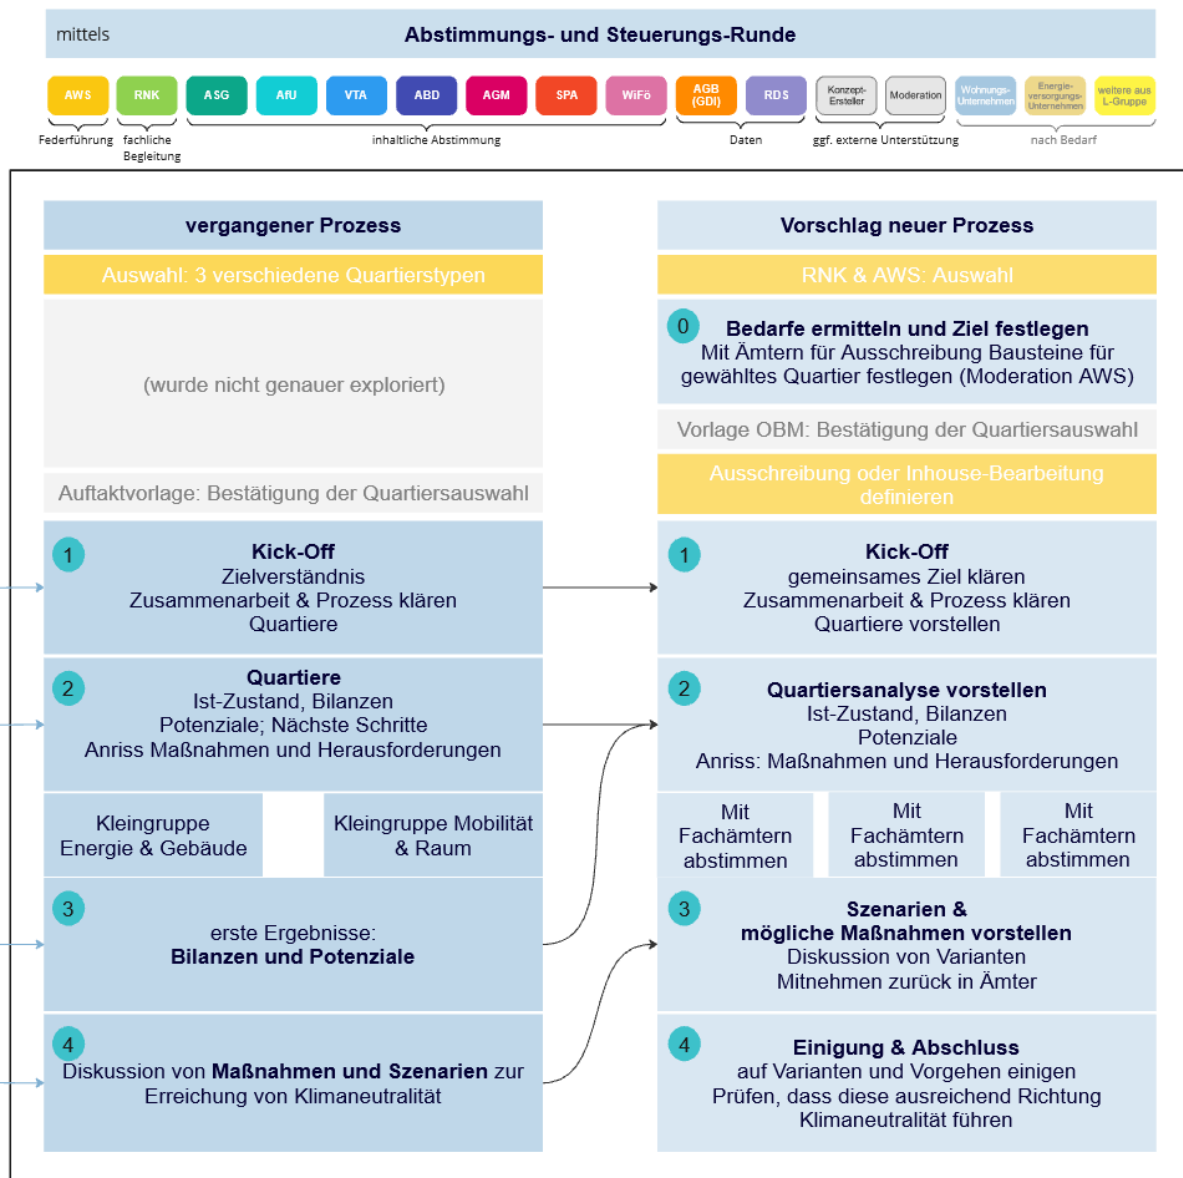 mittels
Abstimmungs- und Steuerungs-Runde
AWS
RNK
ASG
AfU
VTA
ABD
AGM
SPA
WiFö
AGB
(GDI)
RDS
Konzept-
Ersteller
Moderation
Wohnungs-
Unternehmen
Energie-
versorgungs-
Unternehmen
weitere aus
L-Gruppe
Federführung
fachliche
Begleitung
inhaltliche Abstimmung
Daten
ggf. externe Unterstützung
nach Bedarf
vergangener Prozess
Auswahl: 3 verschiedene Quartierstypen
(wurde nicht genauer exploriert)
Auftaktvorlage: Bestätigung der Quartiersauswahl
1
Kick-Off
Zielverständnis
Zusammenarbeit & Prozess klären
Quartiere
2
Quartiere
Ist-Zustand, Bilanzen
Potenziale; Nächste Schritte
Anriss Maßnahmen und Herausforderungen
Kleingruppe
Energie & Gebäude
Kleingruppe Mobilität
& Raum
3
erste Ergebnisse:
Bilanzen und Potenziale
4
Diskussion von Maßnahmen und Szenarien zur
Erreichung von Klimaneutralität
Vorschlag neuer Prozess
RNK & AWS: Auswahl
0
Bedarfe ermitteln und Ziel festlegen
Mit Ämtern für Ausschreibung Bausteine für
gewähltes Quartier festlegen (Moderation AWS)
Vorlage OBM: Bestätigung der Quartiersauswahl
Ausschreibung oder Inhouse-Bearbeitung
definieren
1
Kick-Off
gemeinsames Ziel klären
Zusammenarbeit & Prozess klären
Quartiere vorstellen
2
Quartiersanalyse vorstellen
Ist-Zustand, Bilanzen
Potenziale
Anriss: Maßnahmen und Herausforderungen
Mit
Fachämtern
abstimmen
Mit
Fachämtern
abstimmen
Mit
Fachämtern
abstimmen
3
Szenarien &
mögliche Maßnahmen vorstellen
Diskussion von Varianten
Mitnehmen zurück in Ämter
4
Einigung & Abschluss
auf Varianten und Vorgehen einigen
Prüfen, dass diese ausreichend Richtung
Klimaneutralität führen